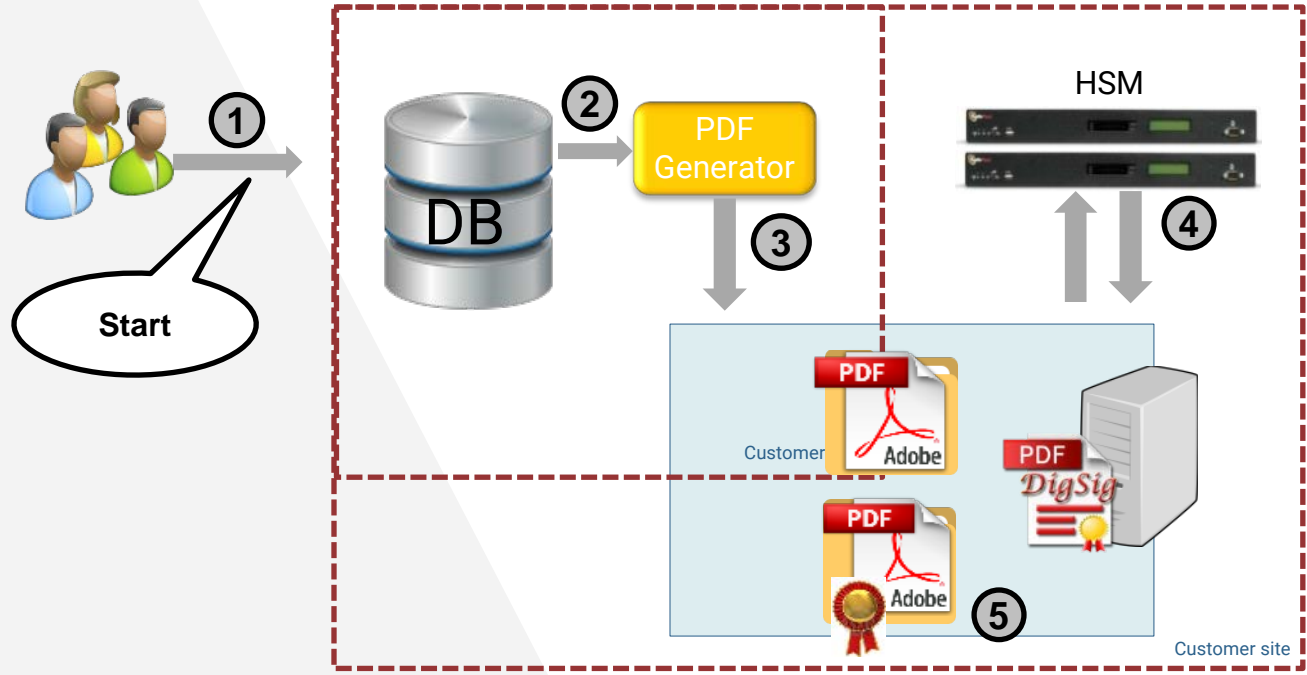 1
2
PDF
Generator
HSM
DB
3
4
Start
PDF
Adobe
Customer
PDF
DigSig
PDF
Adobe
5
Customer site